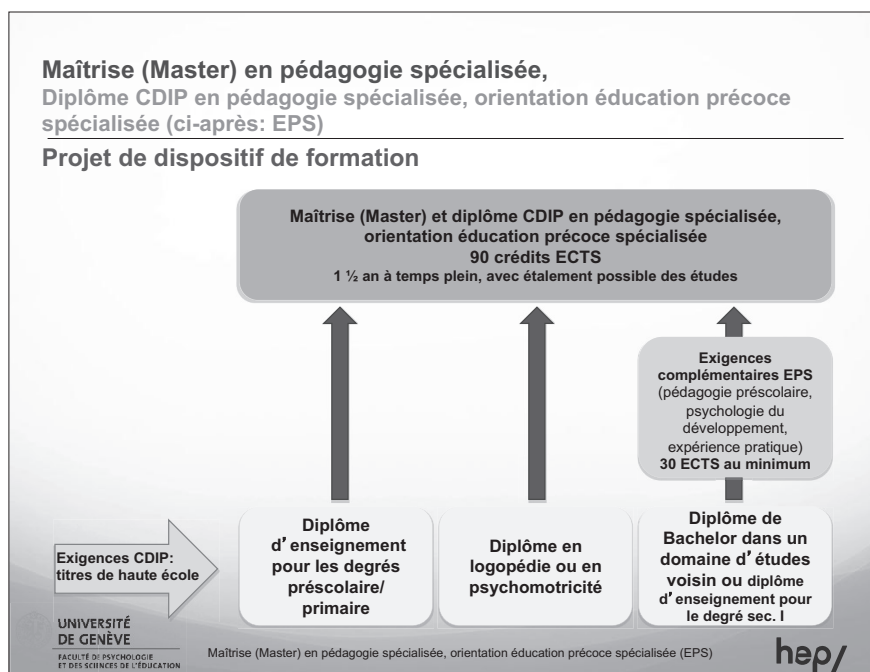 Maîtrise (Master) en pédagogie spécialisée,
Diplôme CDIP en pédagogie spécialisée, orientation éducation précoce
spécialisée (ci-après: EPS)
Projet de dispositif de formation
Maîtrise (Master) et diplôme CDIP en pédagogie spécialisée,
orientation éducation précoce spécialisée
90 crédits ECTS
1 ½ an à temps plein, avec étalement possible des études
Exigences
complémentaires EPS
(pédagogie préscolaire,
psychologie du
développement,
expérience pratique)
30 ECTS au minimum
Exigences CDIP:
titres de haute école
Diplôme
d'enseignement
pour les degrés
préscolaire/
primaire
Diplôme en
logopédie ou en
psychomotricité
Diplôme de
Bachelor dans un
domaine d'études
voisin ou diplôme
d'enseignement pour
le degré sec. I
UNIVERSITÉ
DE GENÈVE
FACULTÉ DE PSYCHOLOGIE
ET DES SCIENCES DE L'ÉDUCATION
Maîtrise (Master) en pédagogie spécialisée, orientation éducation précoce spécialisée (EPS)
hep/